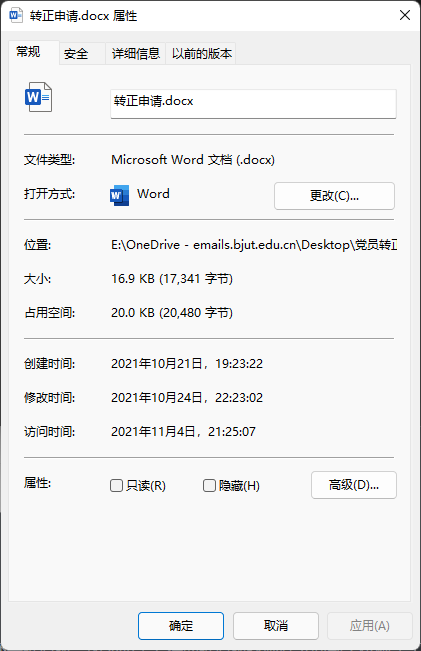 转正申请.docx 属性
常规 安全 详细信息 以前的版本
转正申请.docx
文件类型: Microsoft Word 文档 (.docx)
打开方式: Word 更改(C)...
位置: E:\OneDrive - emails.bjut.edu.cn\Desktop\党员转正
大小: 16.9 KB (17,341 字节)
占用空间: 20.0 KB (20,480 字节)
创建时间: 2021年10月21日，19:23:22
修改时间: 2021年10月24日，22:23:02
访问时间: 2021年11月4日，21:25:07
属性: 只读(R) 隐藏(H) 高级(D)...
确定 取消 应用(A)